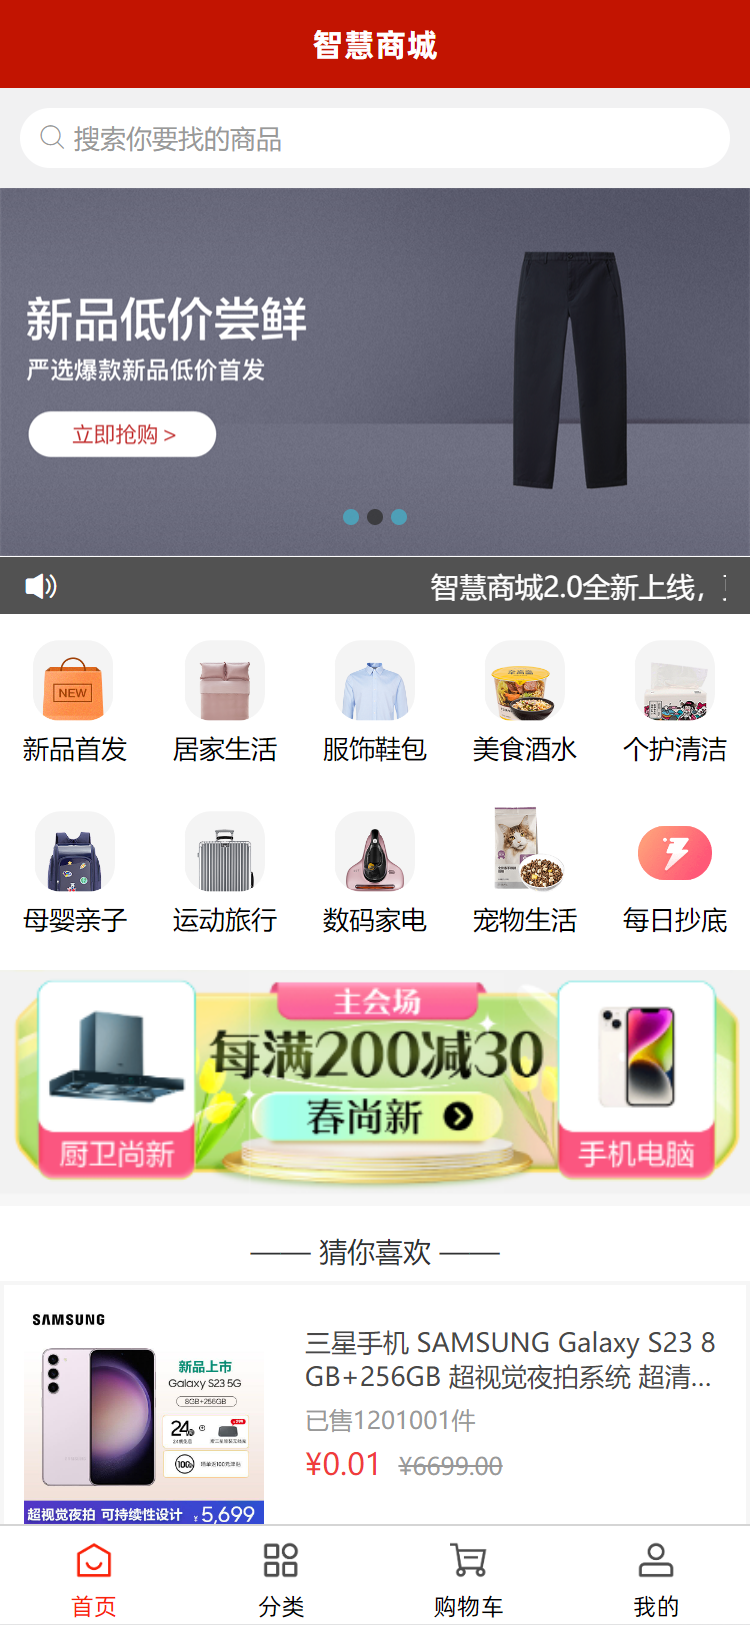 智慧商城
搜索你要找的商品
新品低价尝鲜
严选爆款新品低价首发
立即抢购 >
智慧商城2.0全新上线，
NEW
新品首发
居家生活
服饰鞋包
美食酒水
个护清洁
母婴亲子
运动旅行
数码家电
宠物生活
每日抄底
主会场
每满200减30
春尚新
厨卫尚新
手机电脑
—— 猜你喜欢 ——
SAMSUNG
新品上市
Galaxy S23 5G
8GB+256GB
24
100
超视觉夜拍 可持续性设计 ¥5,699
三星手机 SAMSUNG Galaxy S23 8
GB+256GB 超视觉夜拍系统 超清...
已售1201001件
¥0.01 ¥6699.00
首页
分类
购物车
我的